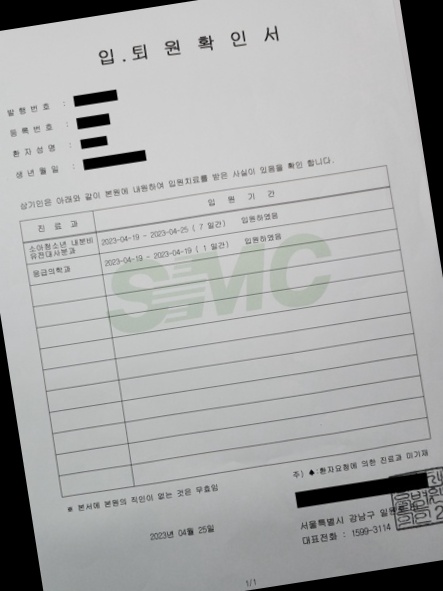 입.퇴원확인서
발행번호 :
등록번호 :
환자성명 :
생년월일 :
상기인은 아래와 같이 본원에 내원하여 입원치료를 받은 사실이 있음을 확인 합니다.
진 료 과 입 원 기 간
소아청소년 내분비 유전대사분과 2023-04-19 - 2023-04-25 ( 7 일간) 입원하였음
응급의학과 2023-04-19 - 2023-04-19 ( 1 일간) 입원하였음
SMC
주) ♠:환자요청에 의한 진료과 미기재
※ 본서에 본원의 직인이 없는 것은 무효임
서울특별시 강남구 일원로
2023년 04월 25일
대표전화 : 1599-3114
1/1